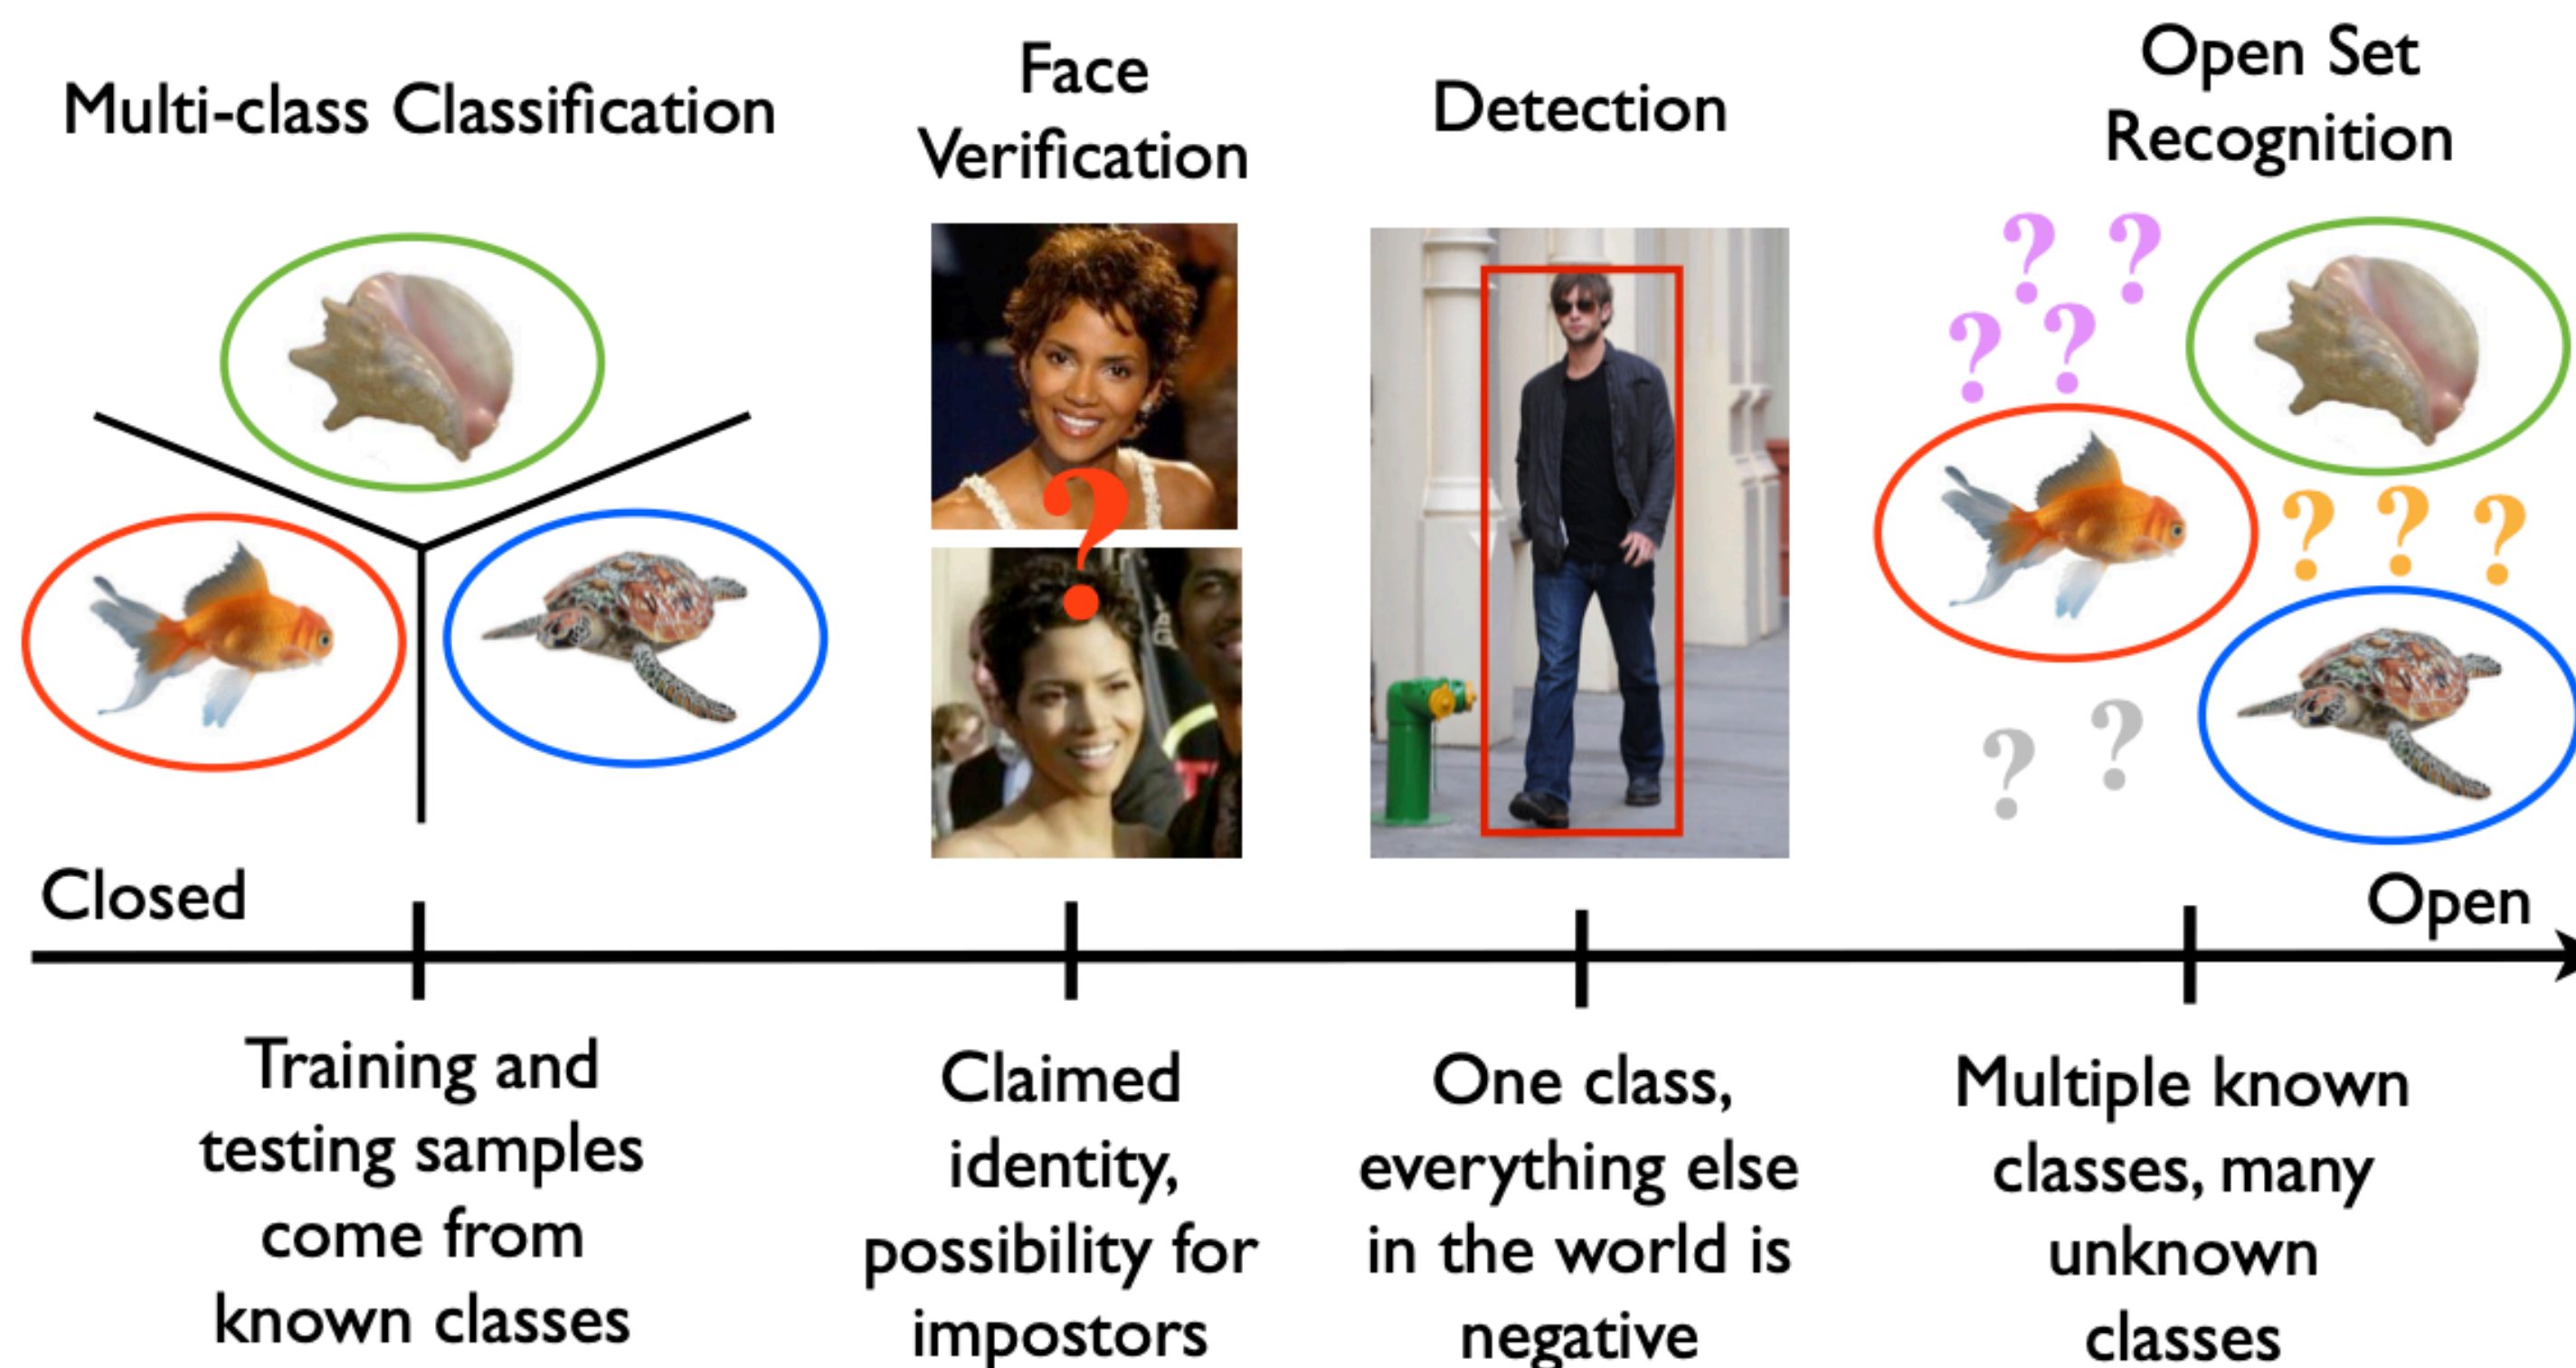 Multi-class Classification
Face
Verification
Detection
Open Set
Recognition
?
? ?
? ?
? ? ?
? ?
Closed
Open
Training and
testing samples
come from
known classes
Claimed
identity,
possibility for
impostors
One class,
everything else
in the world is
negative
Multiple known
classes, many
unknown
classes